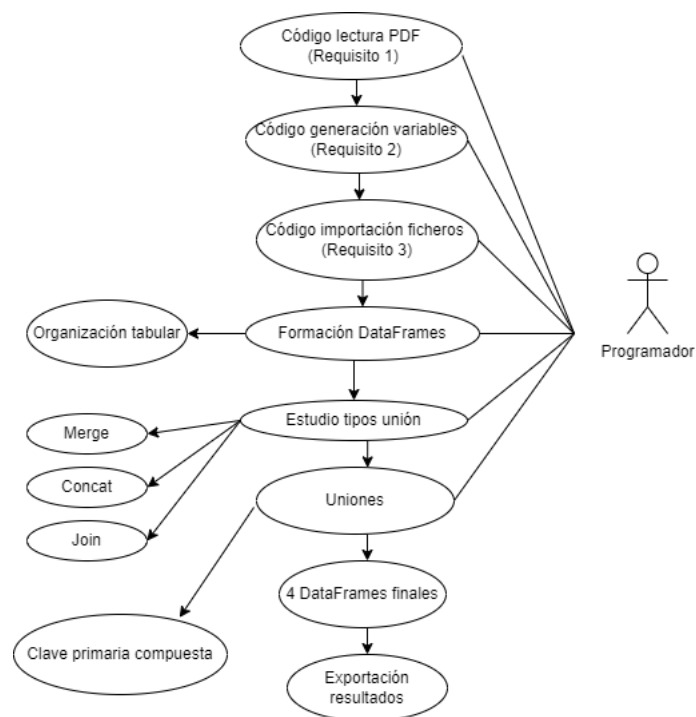 Código lectura PDF
(Requisito 1)
Código generación variables
(Requisito 2)
Código importación ficheros
(Requisito 3)
Programador
Organización tabular
Formación DataFrames
Estudio tipos unión
Merge
Concat
Join
Uniones
4 DataFrames finales
Clave primaria compuesta
Exportación
resultados